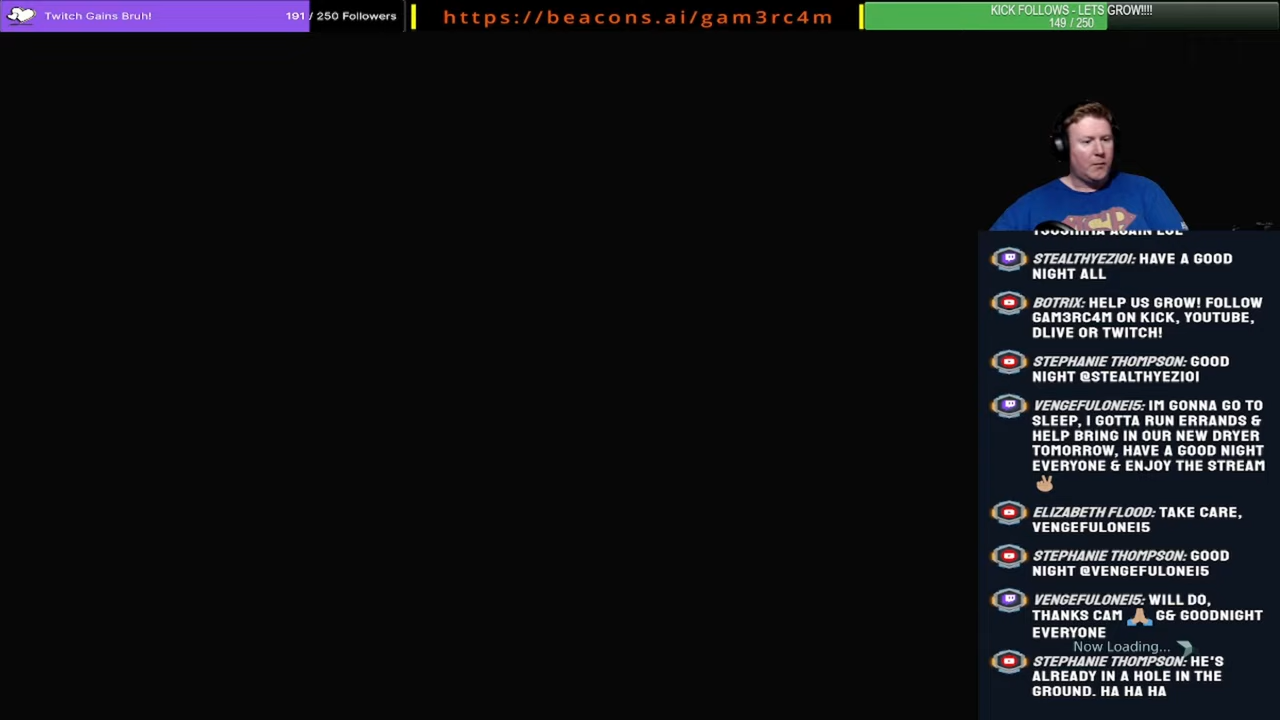 Twitch Gains Bruh!
191 / 250 Followers
https://beacons.ai/gam3rc4m
KICK FOLLOWS - LETS GROW!!!!
149 / 250
AGAIN LOL
STEALTHYEZIO1: HAVE A GOOD
NIGHT ALL
BOTRIX: HELP US GROW! FOLLOW
GAM3RC4M ON KICK, YOUTUBE,
DLIVE OR TWITCH!
STEPHANIE THOMPSON: GOOD
NIGHT @STEALTHYEZIO1
VENGEFULONE15: IM GONNA GO TO
SLEEP, I GOTTA RUN ERRANDS &
HELP BRING IN OUR NEW DRYER
TOMORROW, HAVE A GOOD NIGHT
EVERYONE & ENJOY THE STREAM
✌🏼
ELIZABETH FLOOD: TAKE CARE,
VENGEFULONE15
STEPHANIE THOMPSON: GOOD
NIGHT @VENGEFULONE15
VENGEFULONE15: WILL DO,
THANKS CAM 🙏🏼 G& GOODNIGHT
EVERYONE
Now Loading...
STEPHANIE THOMPSON: HE'S
ALREADY IN A HOLE IN THE
GROUND. HA HA HA